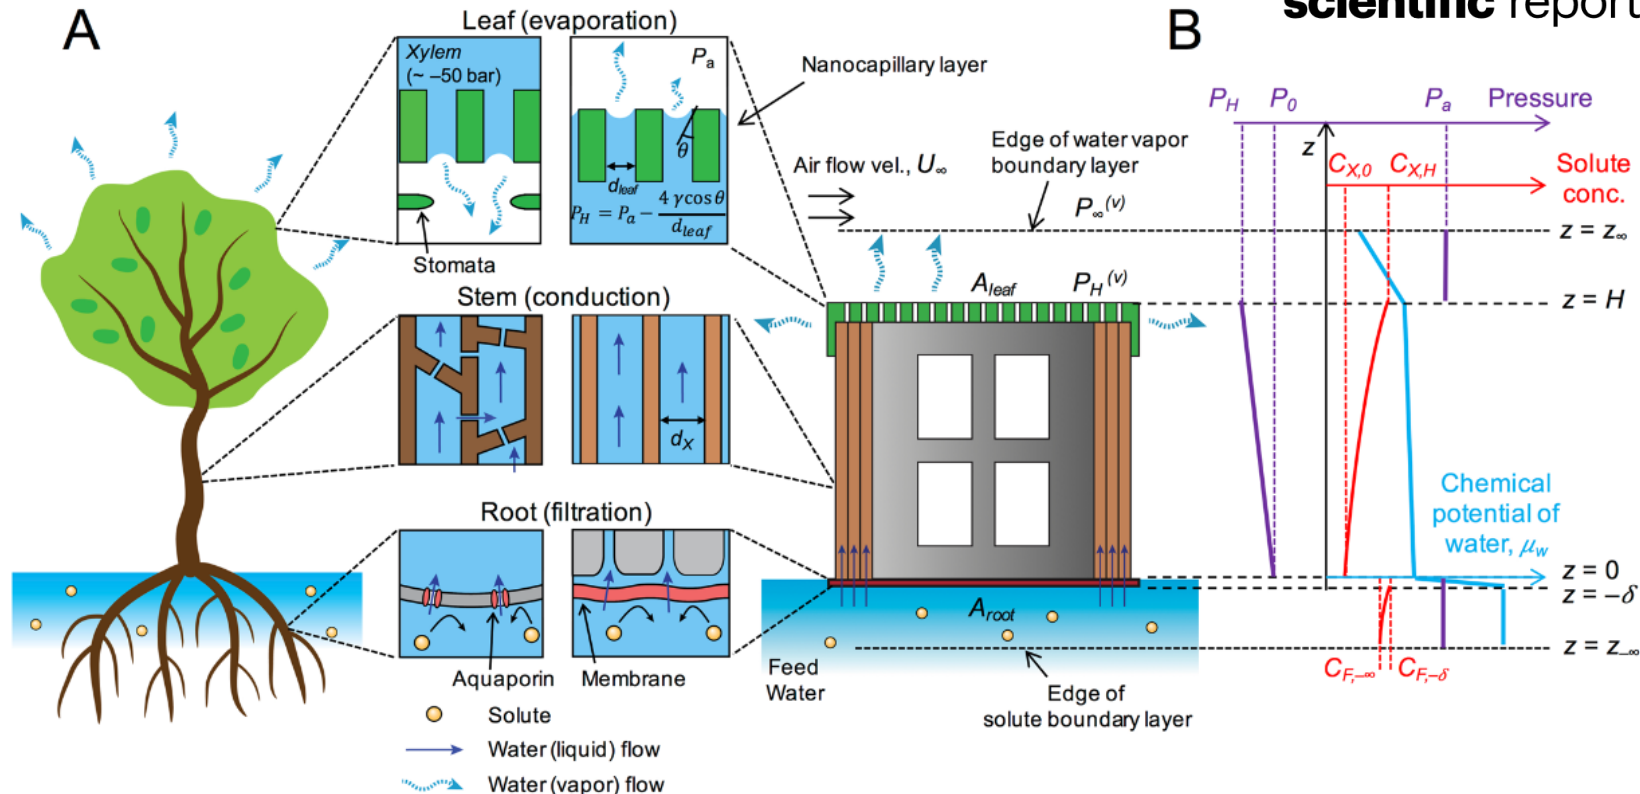 scientific report
A
B
Leaf (evaporation)
Xylem
(~ –50 bar)
Stomata
Pa
dleaf
θ
PH = Pa − 4 γcosθ / dleaf
Nanocapillary layer
Air flow vel., U∞
Edge of water vapor
boundary layer
P∞(v)
Aleaf
PH(v)
Stem (conduction)
dX
Root (filtration)
Aquaporin
Membrane
Solute
Water (liquid) flow
Water (vapor) flow
Aroot
Feed
Water
Edge of
solute boundary layer
PH
P0
Pa
Pressure
z
CX,0
CX,H
Solute
conc.
z = z∞
z = H
Chemical
potential of
water, μw
z = 0
z = −δ
z = z−∞
CF,−∞
CF,−δ